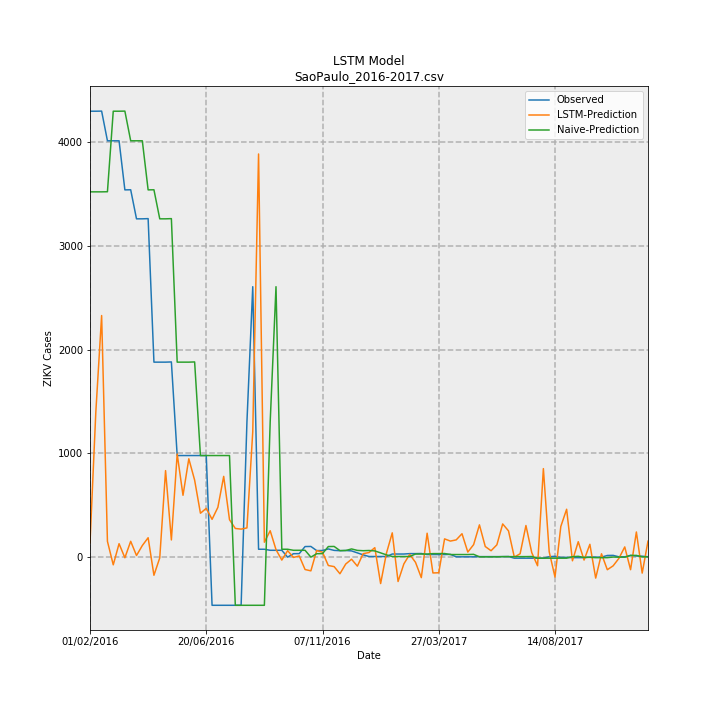 LSTM Model
SaoPaulo_2016-2017.csv
Observed
LSTM-Prediction
Naive-Prediction
4000
3000
2000
1000
0
ZIKV Cases
01/02/2016
20/06/2016
07/11/2016
27/03/2017
14/08/2017
Date